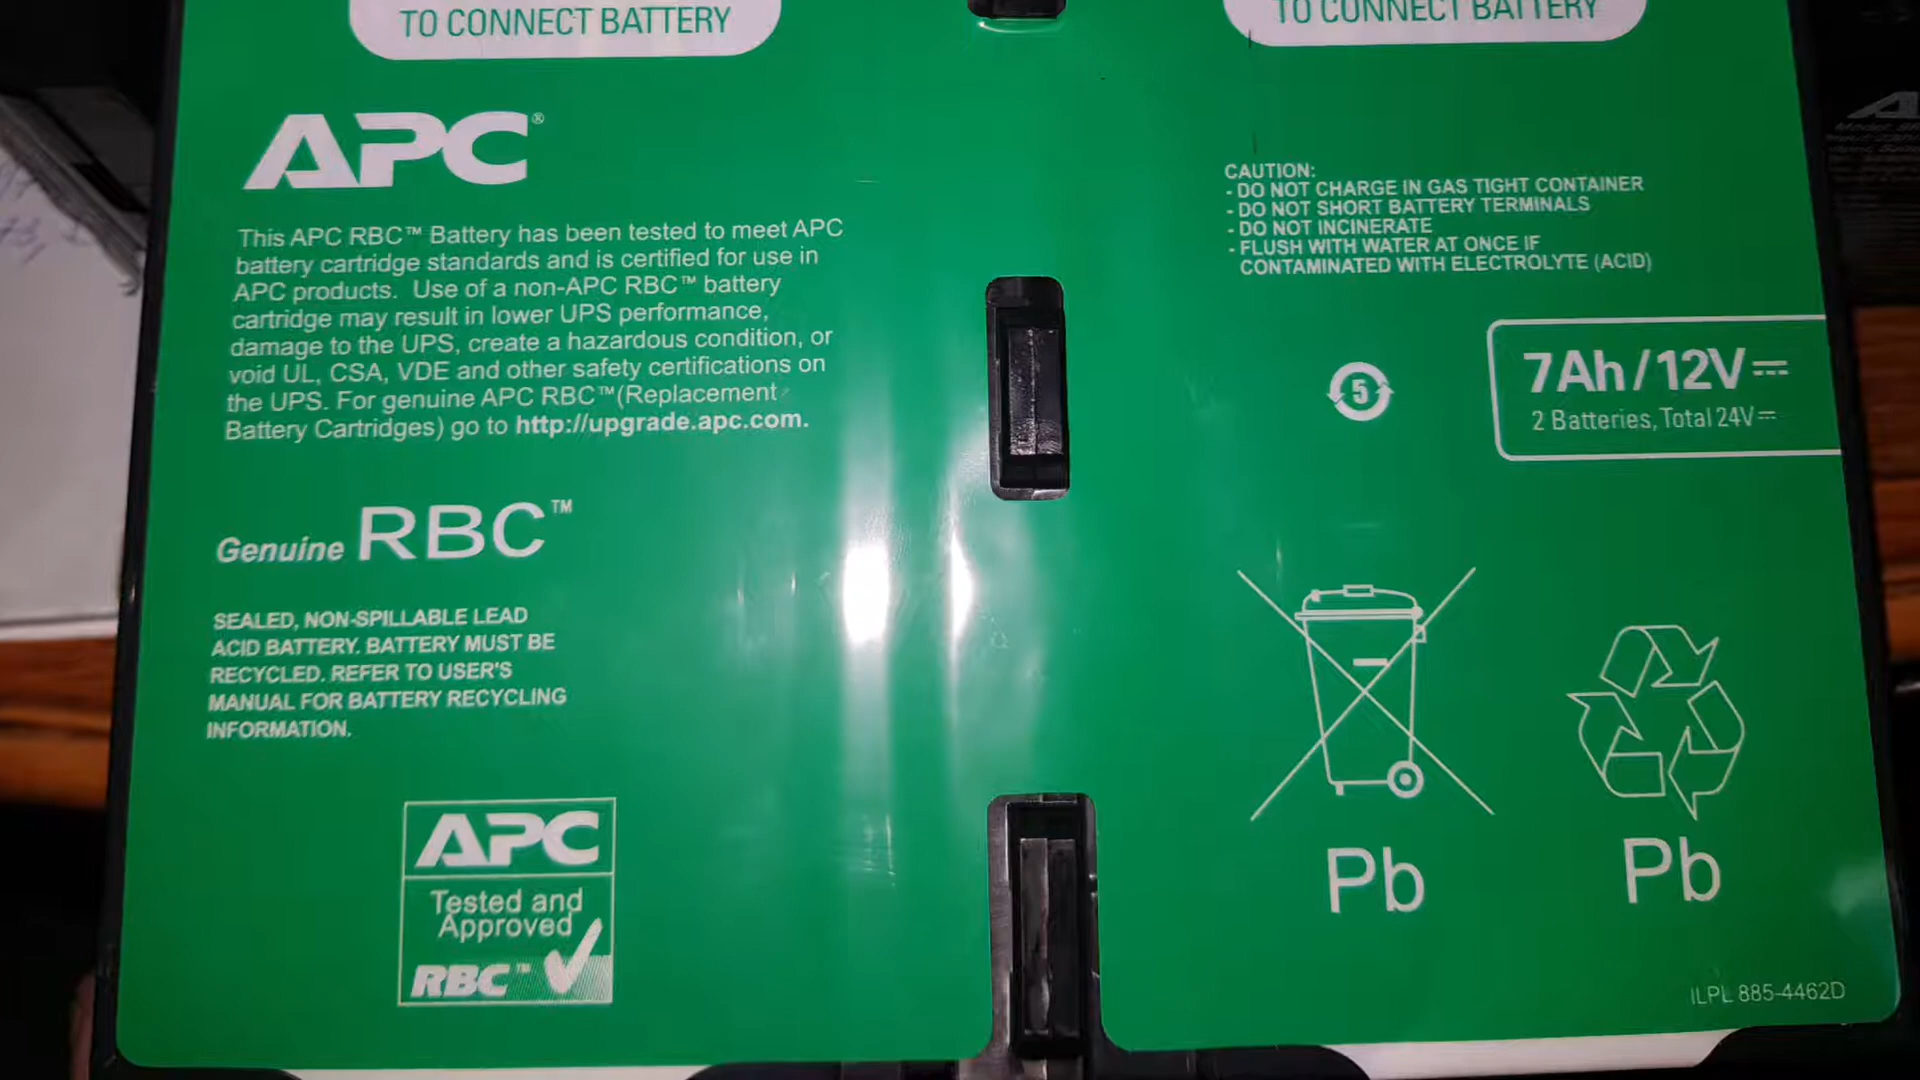 TO CONNECT BATTERY
APC®
This APC RBC™ Battery has been tested to meet APC
battery cartridge standards and is certified for use in
APC products. Use of a non-APC RBC™ battery
cartridge may result in lower UPS performance,
damage to the UPS, create a hazardous condition, or
void UL, CSA, VDE and other safety certifications on
the UPS. For genuine APC RBC™(Replacement
Battery Cartridges) go to http://upgrade.apc.com.
Genuine RBC™
SEALED, NON-SPILLABLE LEAD
ACID BATTERY. BATTERY MUST BE
RECYCLED. REFER TO USER'S
MANUAL FOR BATTERY RECYCLING
INFORMATION.
APC
Tested and
Approved
RBC™
TO CONNECT BATTERY
CAUTION:
- DO NOT CHARGE IN GAS TIGHT CONTAINER
- DO NOT SHORT BATTERY TERMINALS
- DO NOT INCINERATE
- FLUSH WITH WATER AT ONCE IF
CONTAMINATED WITH ELECTROLYTE (ACID)
5
7Ah/12V
2 Batteries, Total 24V
Pb
Pb
ILPL 885-4462D